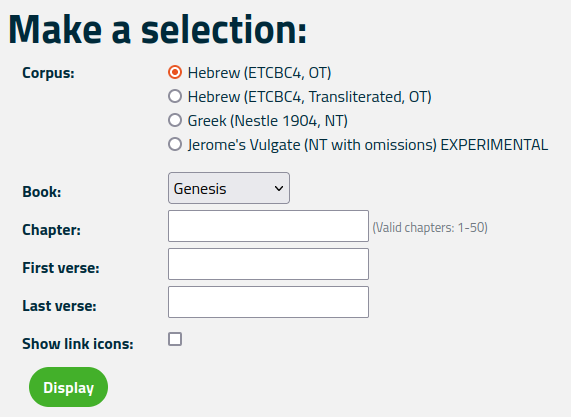 Make a selection:
Corpus:
Hebrew (ETCBC4, OT)
Hebrew (ETCBC4, Transliterated, OT)
Greek (Nestle 1904, NT)
Jerome's Vulgate (NT with omissions) EXPERIMENTAL
Book: Genesis
Chapter: (Valid chapters: 1-50)
First verse:
Last verse:
Show link icons:
Display